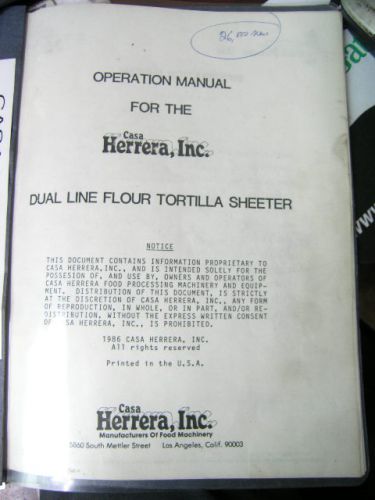 26,000 new
OPERATION MANUAL
FOR THE
Casa
Herrera, Inc.
DUAL LINE FLOUR TORTILLA SHEETER
NOTICE
THIS DOCUMENT CONTAINS INFORMATION PROPRIETARY TO
CASA HERRERA, INC., AND IS INTENDED SOLELY FOR THE
POSSESION OF, AND USE BY, OWNERS AND OPERATORS OF
CASA HERRERA FOOD PROCESSING MACHINERY AND EQUIP-
MENT. DISTRIBUTION OF THIS DOCUMENT, IS STRICTLY
AT THE DISCRETION OF CASA HERRERA, INC., ANY FORM
OF REPRODUCTION, IN WHOLE, OR IN PART, AND/OR RE-
DISTRIBUTION, WITHOUT THE EXPRESS WRITTEN CONSENT
OF CASA HERRERA, INC., IS PROHIBITED.
1986 CASA HERRERA, INC.
All rights reserved
Printed in the U.S.A.
Casa
Herrera, Inc.
Manufacturers Of Food Machinery
5860 South Mettler Street Los Angeles, Calif. 90003